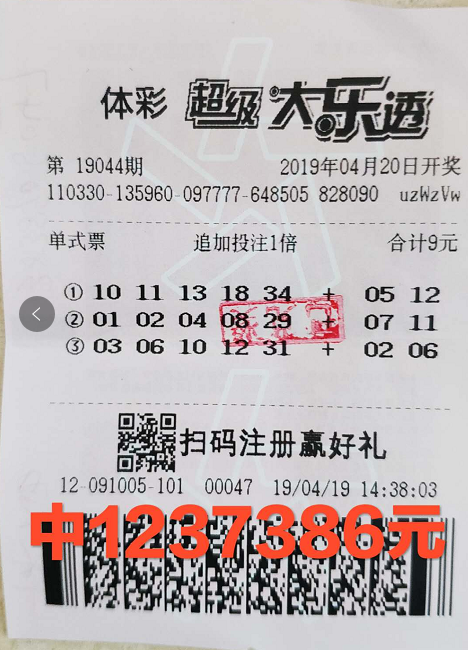 体彩 超级大乐透
第 19044期 2019年04月20日开奖
110330-135960-097777-648505 828090 uzWzVw
单式票 追加投注1倍 合计9元
① 10 11 13 18 34 + 05 12
② 01 02 04 08 29 + 07 11
③ 03 06 10 12 31 + 02 06
扫码注册赢好礼
12-091005-101 00047 19/04/19 14:38:03
中1237386元